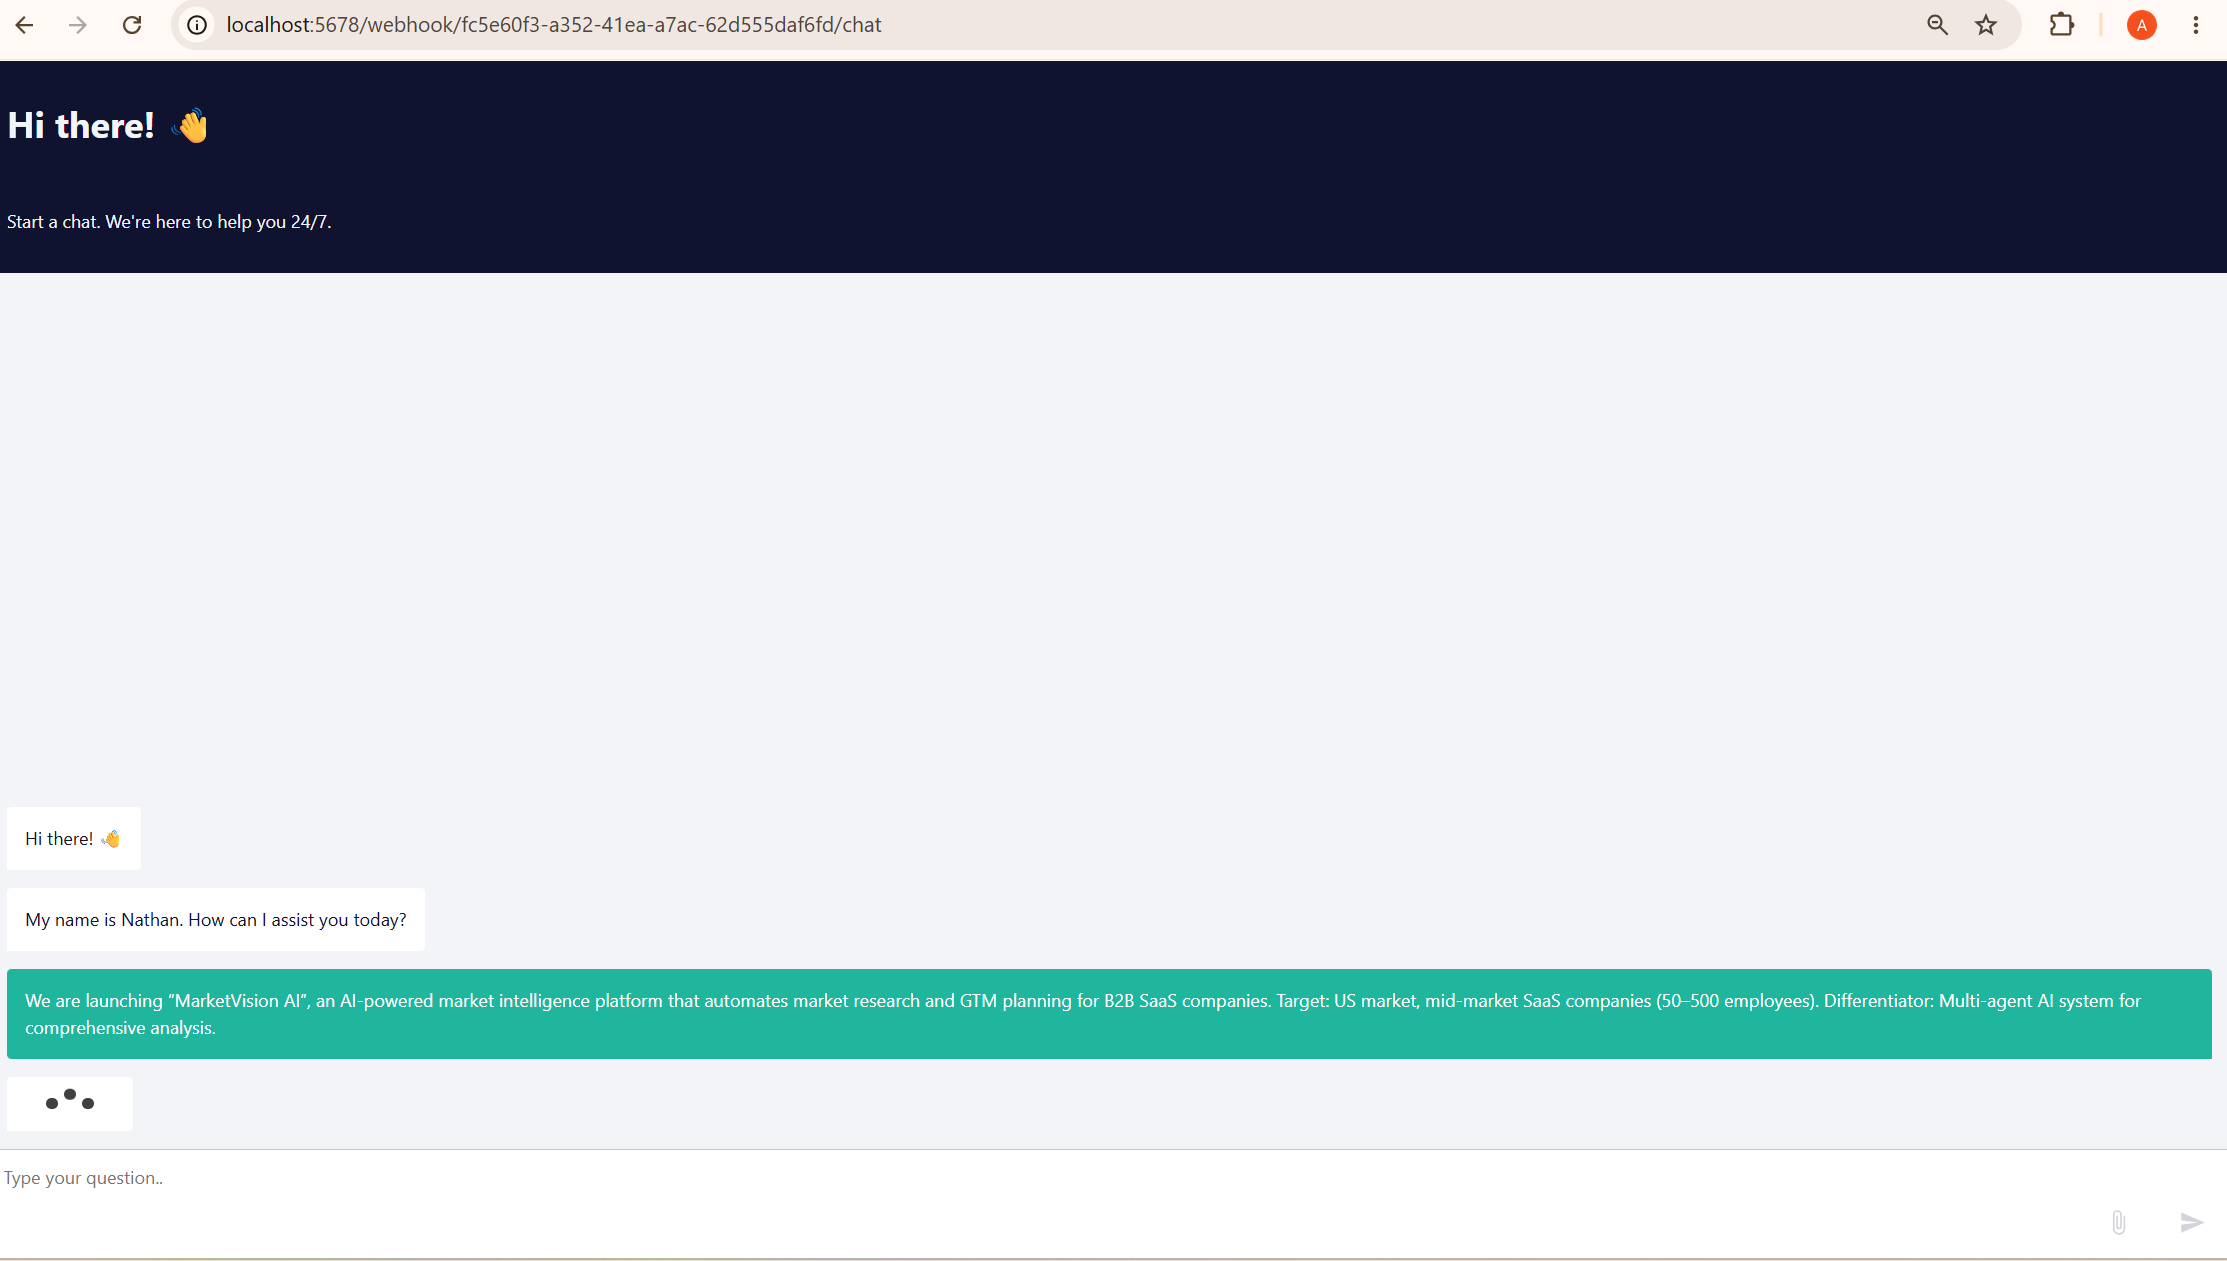 localhost:5678/webhook/fc5e60f3-a352-41ea-a7ac-62d555daf6fd/chat
A
Hi there! 👋
Start a chat. We're here to help you 24/7.
Hi there! 👋
My name is Nathan. How can I assist you today?
We are launching “MarketVision AI”, an AI-powered market intelligence platform that automates market research and GTM planning for B2B SaaS companies. Target: US market, mid-market SaaS companies (50–500 employees). Differentiator: Multi-agent AI system for
comprehensive analysis.
Type your question..